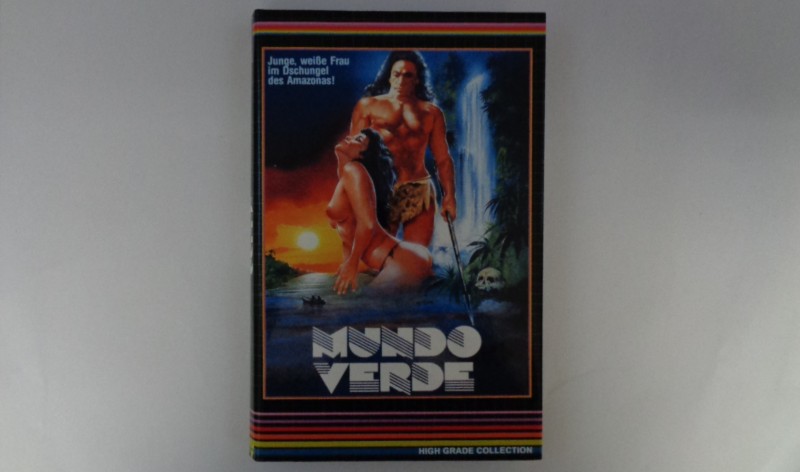 Junge, weiße Frau
im Dschungel
des Amazonas!
MUNDO
VERDE
HIGH GRADE COLLECTION